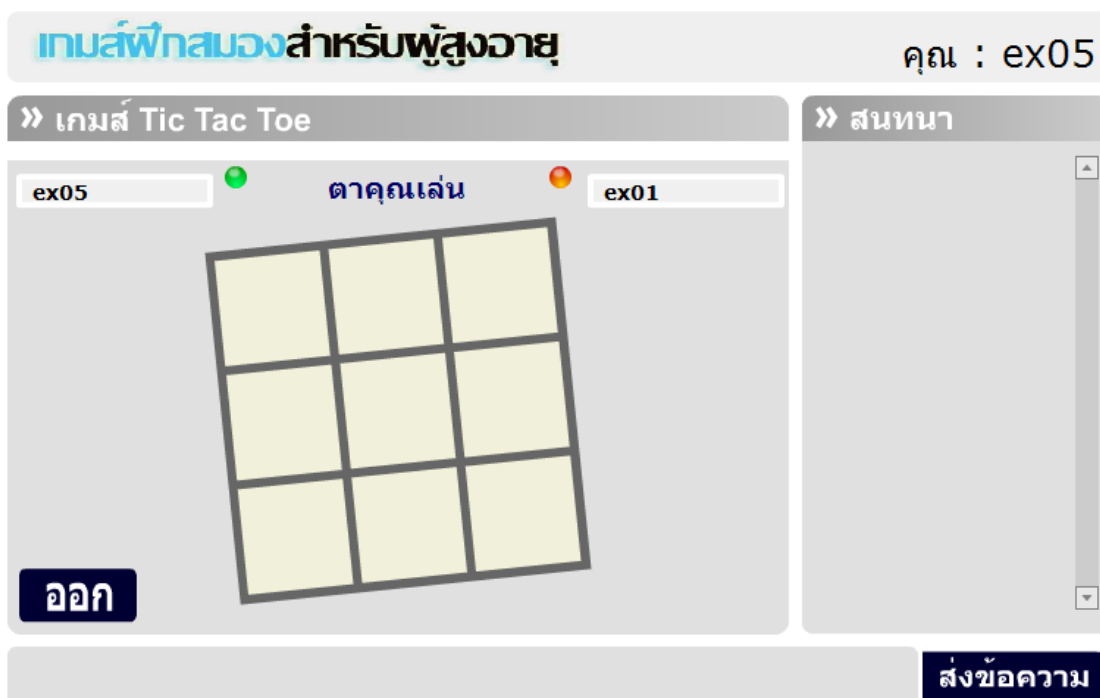 เกมส์ฝึกสมองสำหรับผู้สูงอายุ
คุณ : ex05
» เกมส์ Tic Tac Toe
» สนทนา
ex05
ตาคุณเล่น
ex01
ออก
ส่งข้อความ